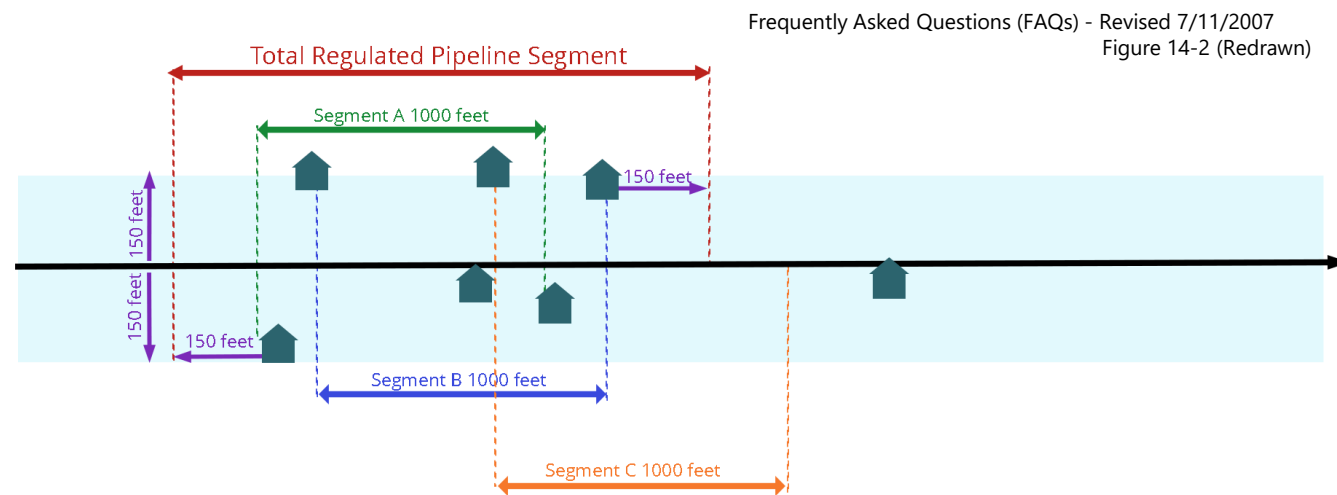 Frequently Asked Questions (FAQs) - Revised 7/11/2007
Figure 14-2 (Redrawn)
Total Regulated Pipeline Segment
Segment A 1000 feet
150 feet
150 feet
150 feet
150 feet
Segment B 1000 feet
Segment C 1000 feet